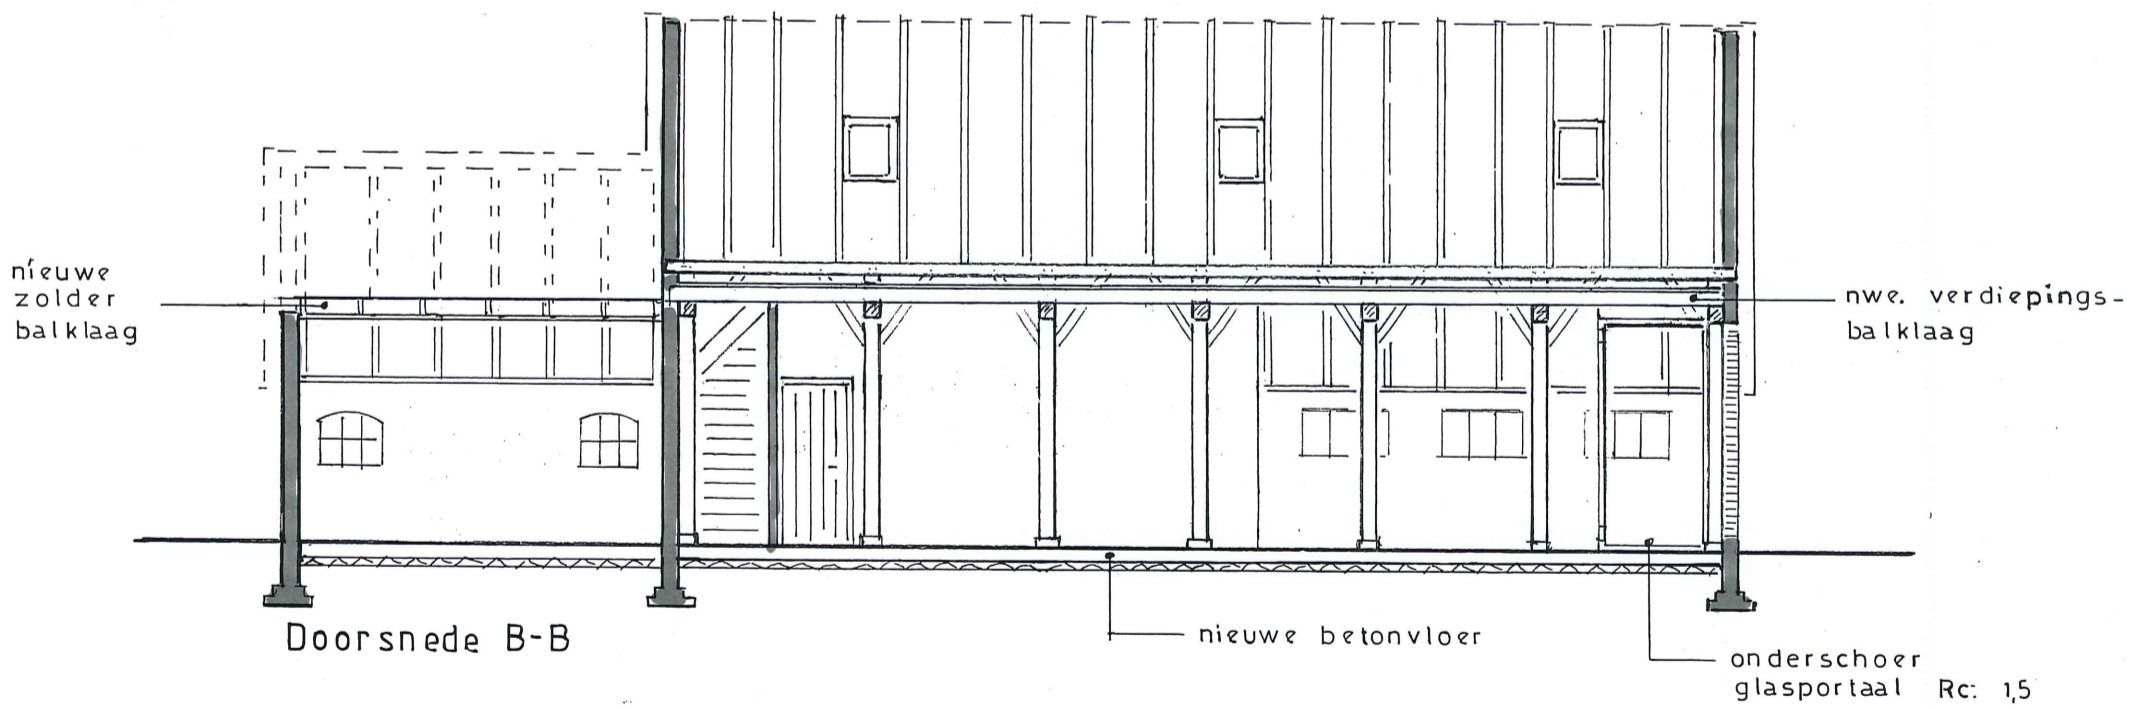 nieuwe
zolder
balklaag
nwe. verdiepings-
balklaag
Doorsnede B-B
nieuwe betonvloer
onderschoer
glasportaal Rc: 1,5